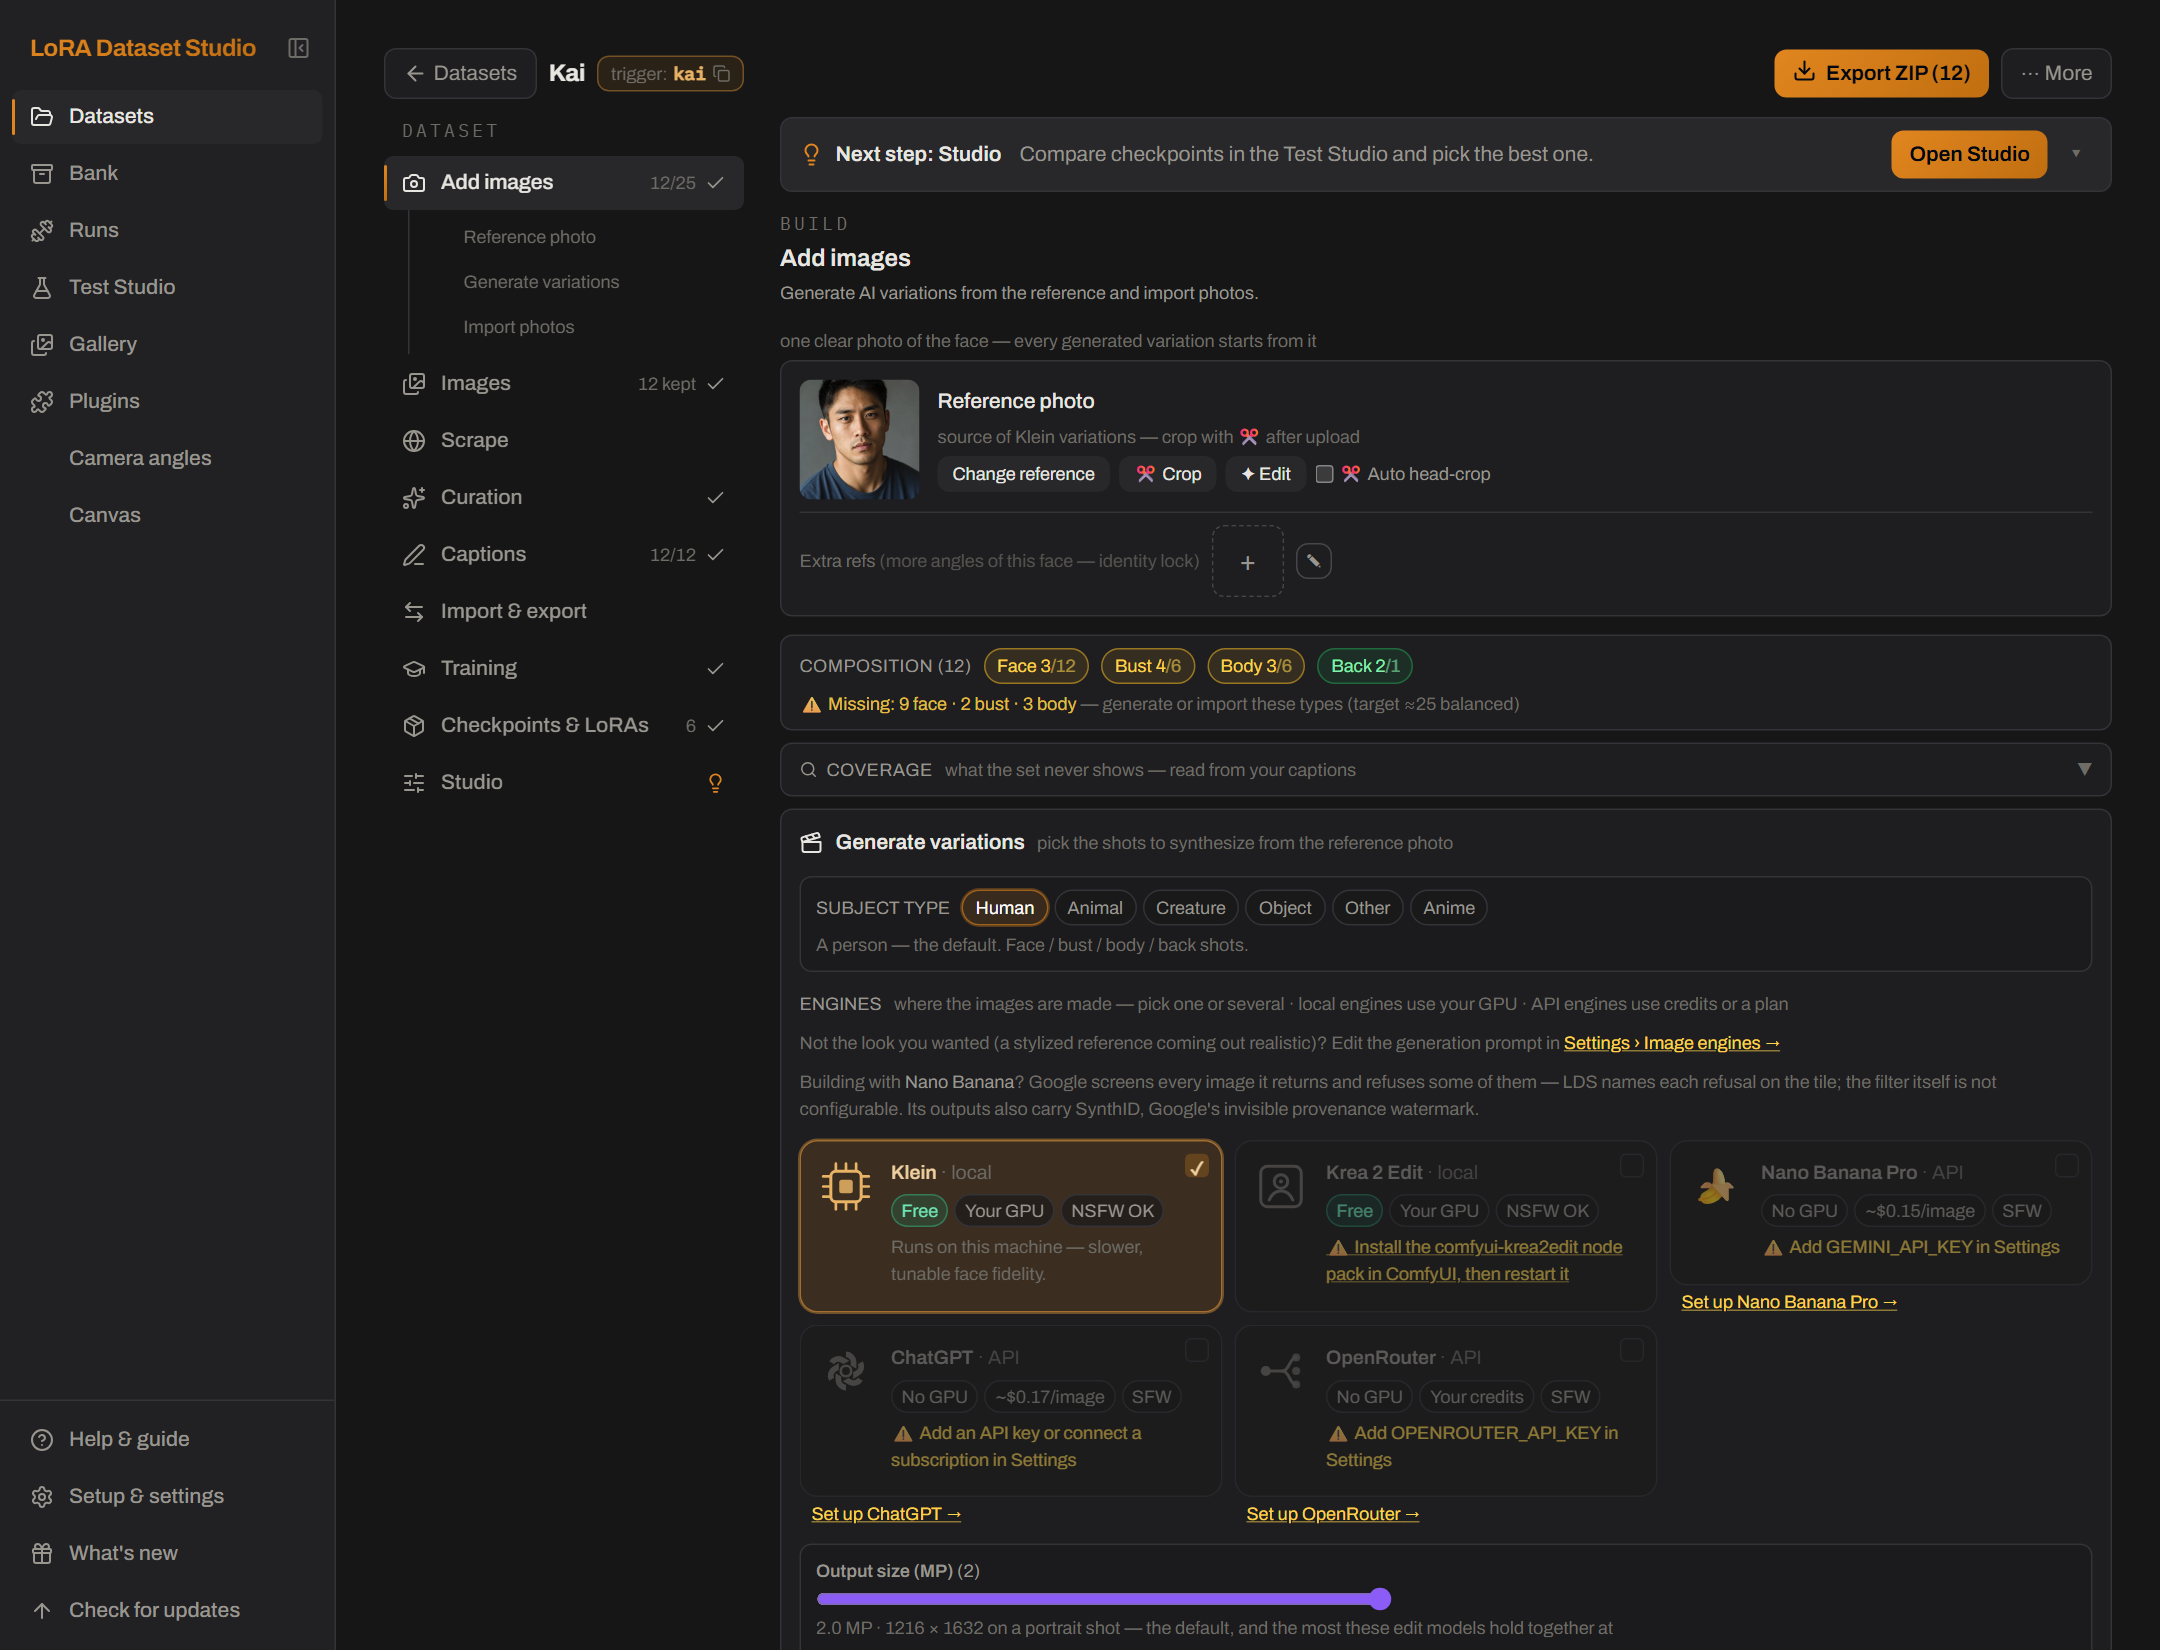 LoRA Dataset Studio
Datasets
Bank
Runs
Test Studio
Gallery
Plugins
Camera angles
Canvas
Help & guide
Setup & settings
What's new
Check for updates
← Datasets
Kai
trigger: kai
Export ZIP (12)
··· More
DATASET
Add images 12/25 ✓
Reference photo
Generate variations
Import photos
Images 12 kept ✓
Scrape
Curation ✓
Captions 12/12 ✓
Import & export
Training ✓
Checkpoints & LoRAs 6 ✓
Studio
Next step: Studio Compare checkpoints in the Test Studio and pick the best one.
Open Studio ▼
BUILD
Add images
Generate AI variations from the reference and import photos.
one clear photo of the face — every generated variation starts from it
Reference photo
source of Klein variations — crop with ✂ after upload
Change reference ✂ Crop ✦ Edit ✂ Auto head-crop
Extra refs (more angles of this face — identity lock) +
COMPOSITION (12) Face 3/12 Bust 4/6 Body 3/6 Back 2/1
⚠ Missing: 9 face · 2 bust · 3 body — generate or import these types (target ≈25 balanced)
COVERAGE what the set never shows — read from your captions ▼
Generate variations pick the shots to synthesize from the reference photo
SUBJECT TYPE Human Animal Creature Object Other Anime
A person — the default. Face / bust / body / back shots.
ENGINES where the images are made — pick one or several · local engines use your GPU · API engines use credits or a plan
Not the look you wanted (a stylized reference coming out realistic)? Edit the generation prompt in Settings › Image engines →
Building with Nano Banana? Google screens every image it returns and refuses some of them — LDS names each refusal on the tile; the filter itself is not
configurable. Its outputs also carry SynthID, Google's invisible provenance watermark.
Klein · local ✓
Free Your GPU NSFW OK
Runs on this machine — slower,
tunable face fidelity.
Krea 2 Edit · local
Free Your GPU NSFW OK
⚠ Install the comfyui-krea2edit node
pack in ComfyUI, then restart it
Nano Banana Pro · API
No GPU ~$0.15/image SFW
⚠ Add GEMINI_API_KEY in Settings
Set up Nano Banana Pro →
ChatGPT · API
No GPU ~$0.17/image SFW
⚠ Add an API key or connect a
subscription in Settings
Set up ChatGPT →
OpenRouter · API
No GPU Your credits SFW
⚠ Add OPENROUTER_API_KEY in
Settings
Set up OpenRouter →
Output size (MP) (2)
2.0 MP · 1216 × 1632 on a portrait shot — the default, and the most these edit models hold together at